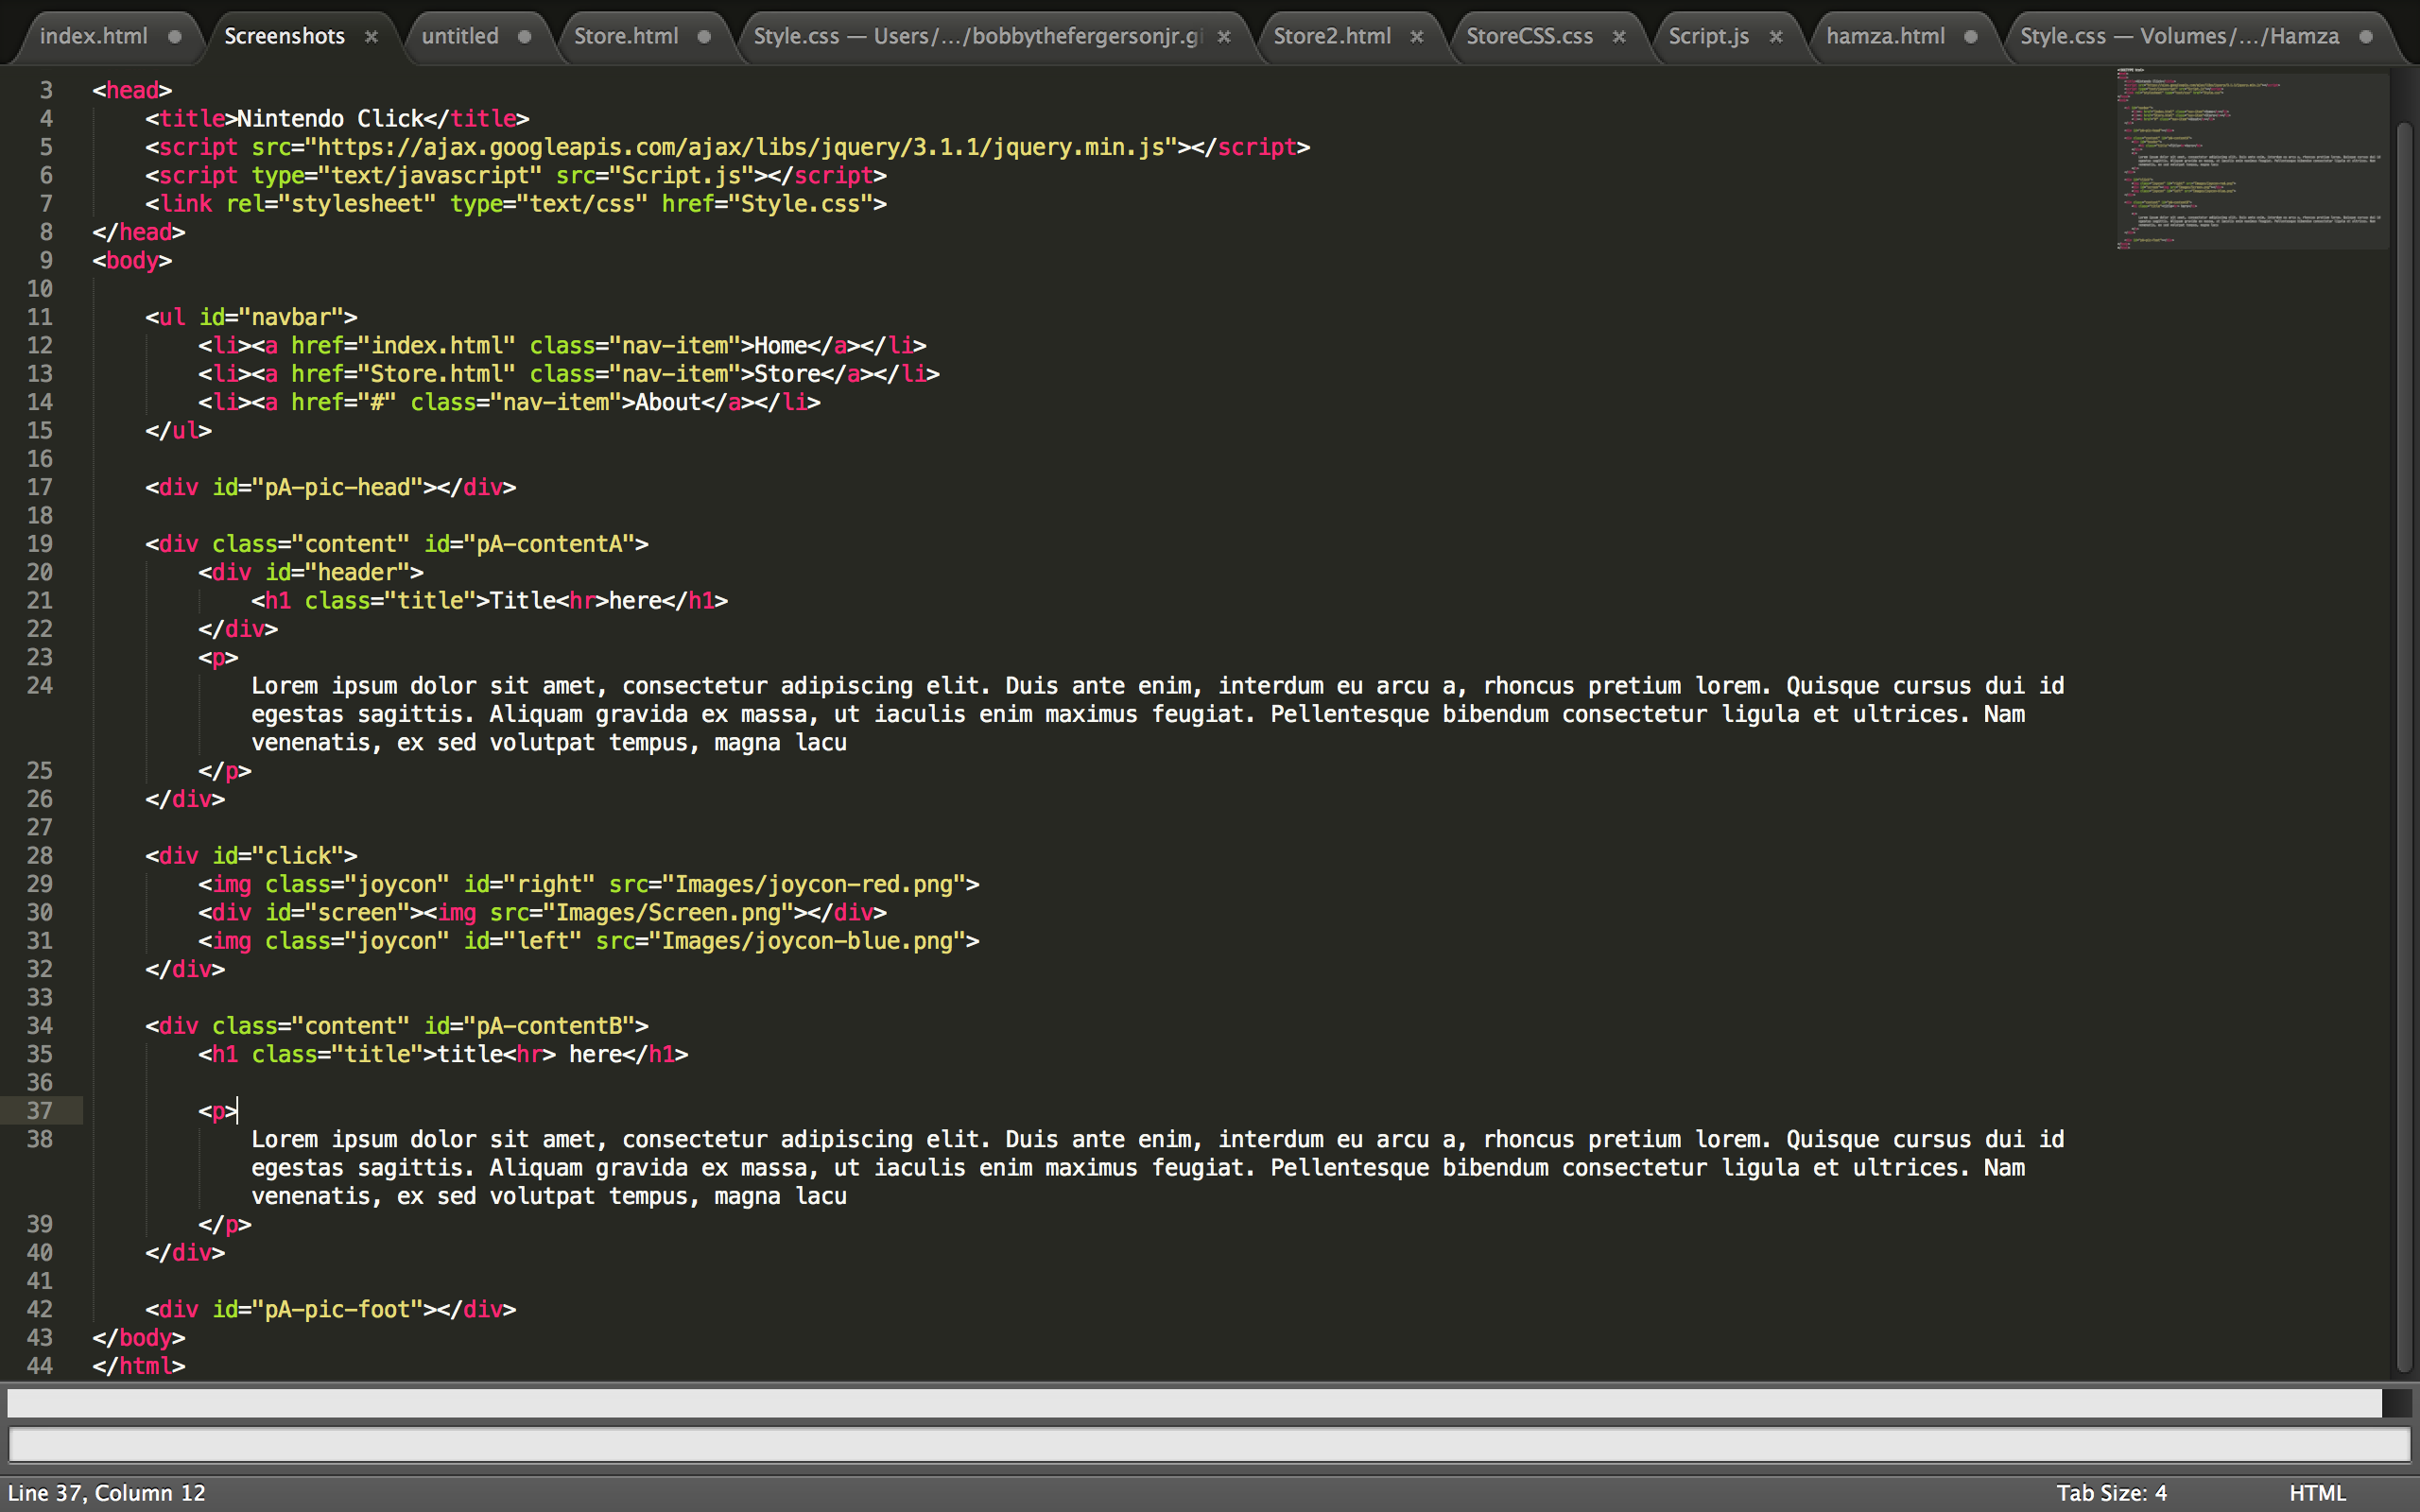 index.html
Screenshots
untitled
Store.html
Style.css — Users/.../bobbythefergersonjr.gi
Store2.html
StoreCSS.css
Script.js
hamza.html
Style.css — Volumes/.../Hamza
3 <head>
4     <title>Nintendo Click</title>
5     <script src="https://ajax.googleapis.com/ajax/libs/jquery/3.1.1/jquery.min.js"></script>
6     <script type="text/javascript" src="Script.js"></script>
7     <link rel="stylesheet" type="text/css" href="Style.css">
8 </head>
9 <body>
10
11     <ul id="navbar">
12         <li><a href="index.html" class="nav-item">Home</a></li>
13         <li><a href="Store.html" class="nav-item">Store</a></li>
14         <li><a href="#" class="nav-item">About</a></li>
15     </ul>
16
17     <div id="pA-pic-head"></div>
18
19     <div class="content" id="pA-contentA">
20         <div id="header">
21             <h1 class="title">Title<hr>here</h1>
22         </div>
23         <p>
24             Lorem ipsum dolor sit amet, consectetur adipiscing elit. Duis ante enim, interdum eu arcu a, rhoncus pretium lorem. Quisque cursus dui id
egestas sagittis. Aliquam gravida ex massa, ut iaculis enim maximus feugiat. Pellentesque bibendum consectetur ligula et ultrices. Nam
venenatis, ex sed volutpat tempus, magna lacu
25         </p>
26     </div>
27
28     <div id="click">
29         <img class="joycon" id="right" src="Images/joycon-red.png">
30         <div id="screen"><img src="Images/Screen.png"></div>
31         <img class="joycon" id="left" src="Images/joycon-blue.png">
32     </div>
33
34     <div class="content" id="pA-contentB">
35         <h1 class="title">title<hr> here</h1>
36
37         <p>
38             Lorem ipsum dolor sit amet, consectetur adipiscing elit. Duis ante enim, interdum eu arcu a, rhoncus pretium lorem. Quisque cursus dui id
egestas sagittis. Aliquam gravida ex massa, ut iaculis enim maximus feugiat. Pellentesque bibendum consectetur ligula et ultrices. Nam
venenatis, ex sed volutpat tempus, magna lacu
39         </p>
40     </div>
41
42     <div id="pA-pic-foot"></div>
43 </body>
44 </html>
Line 37, Column 12
Tab Size: 4
HTML